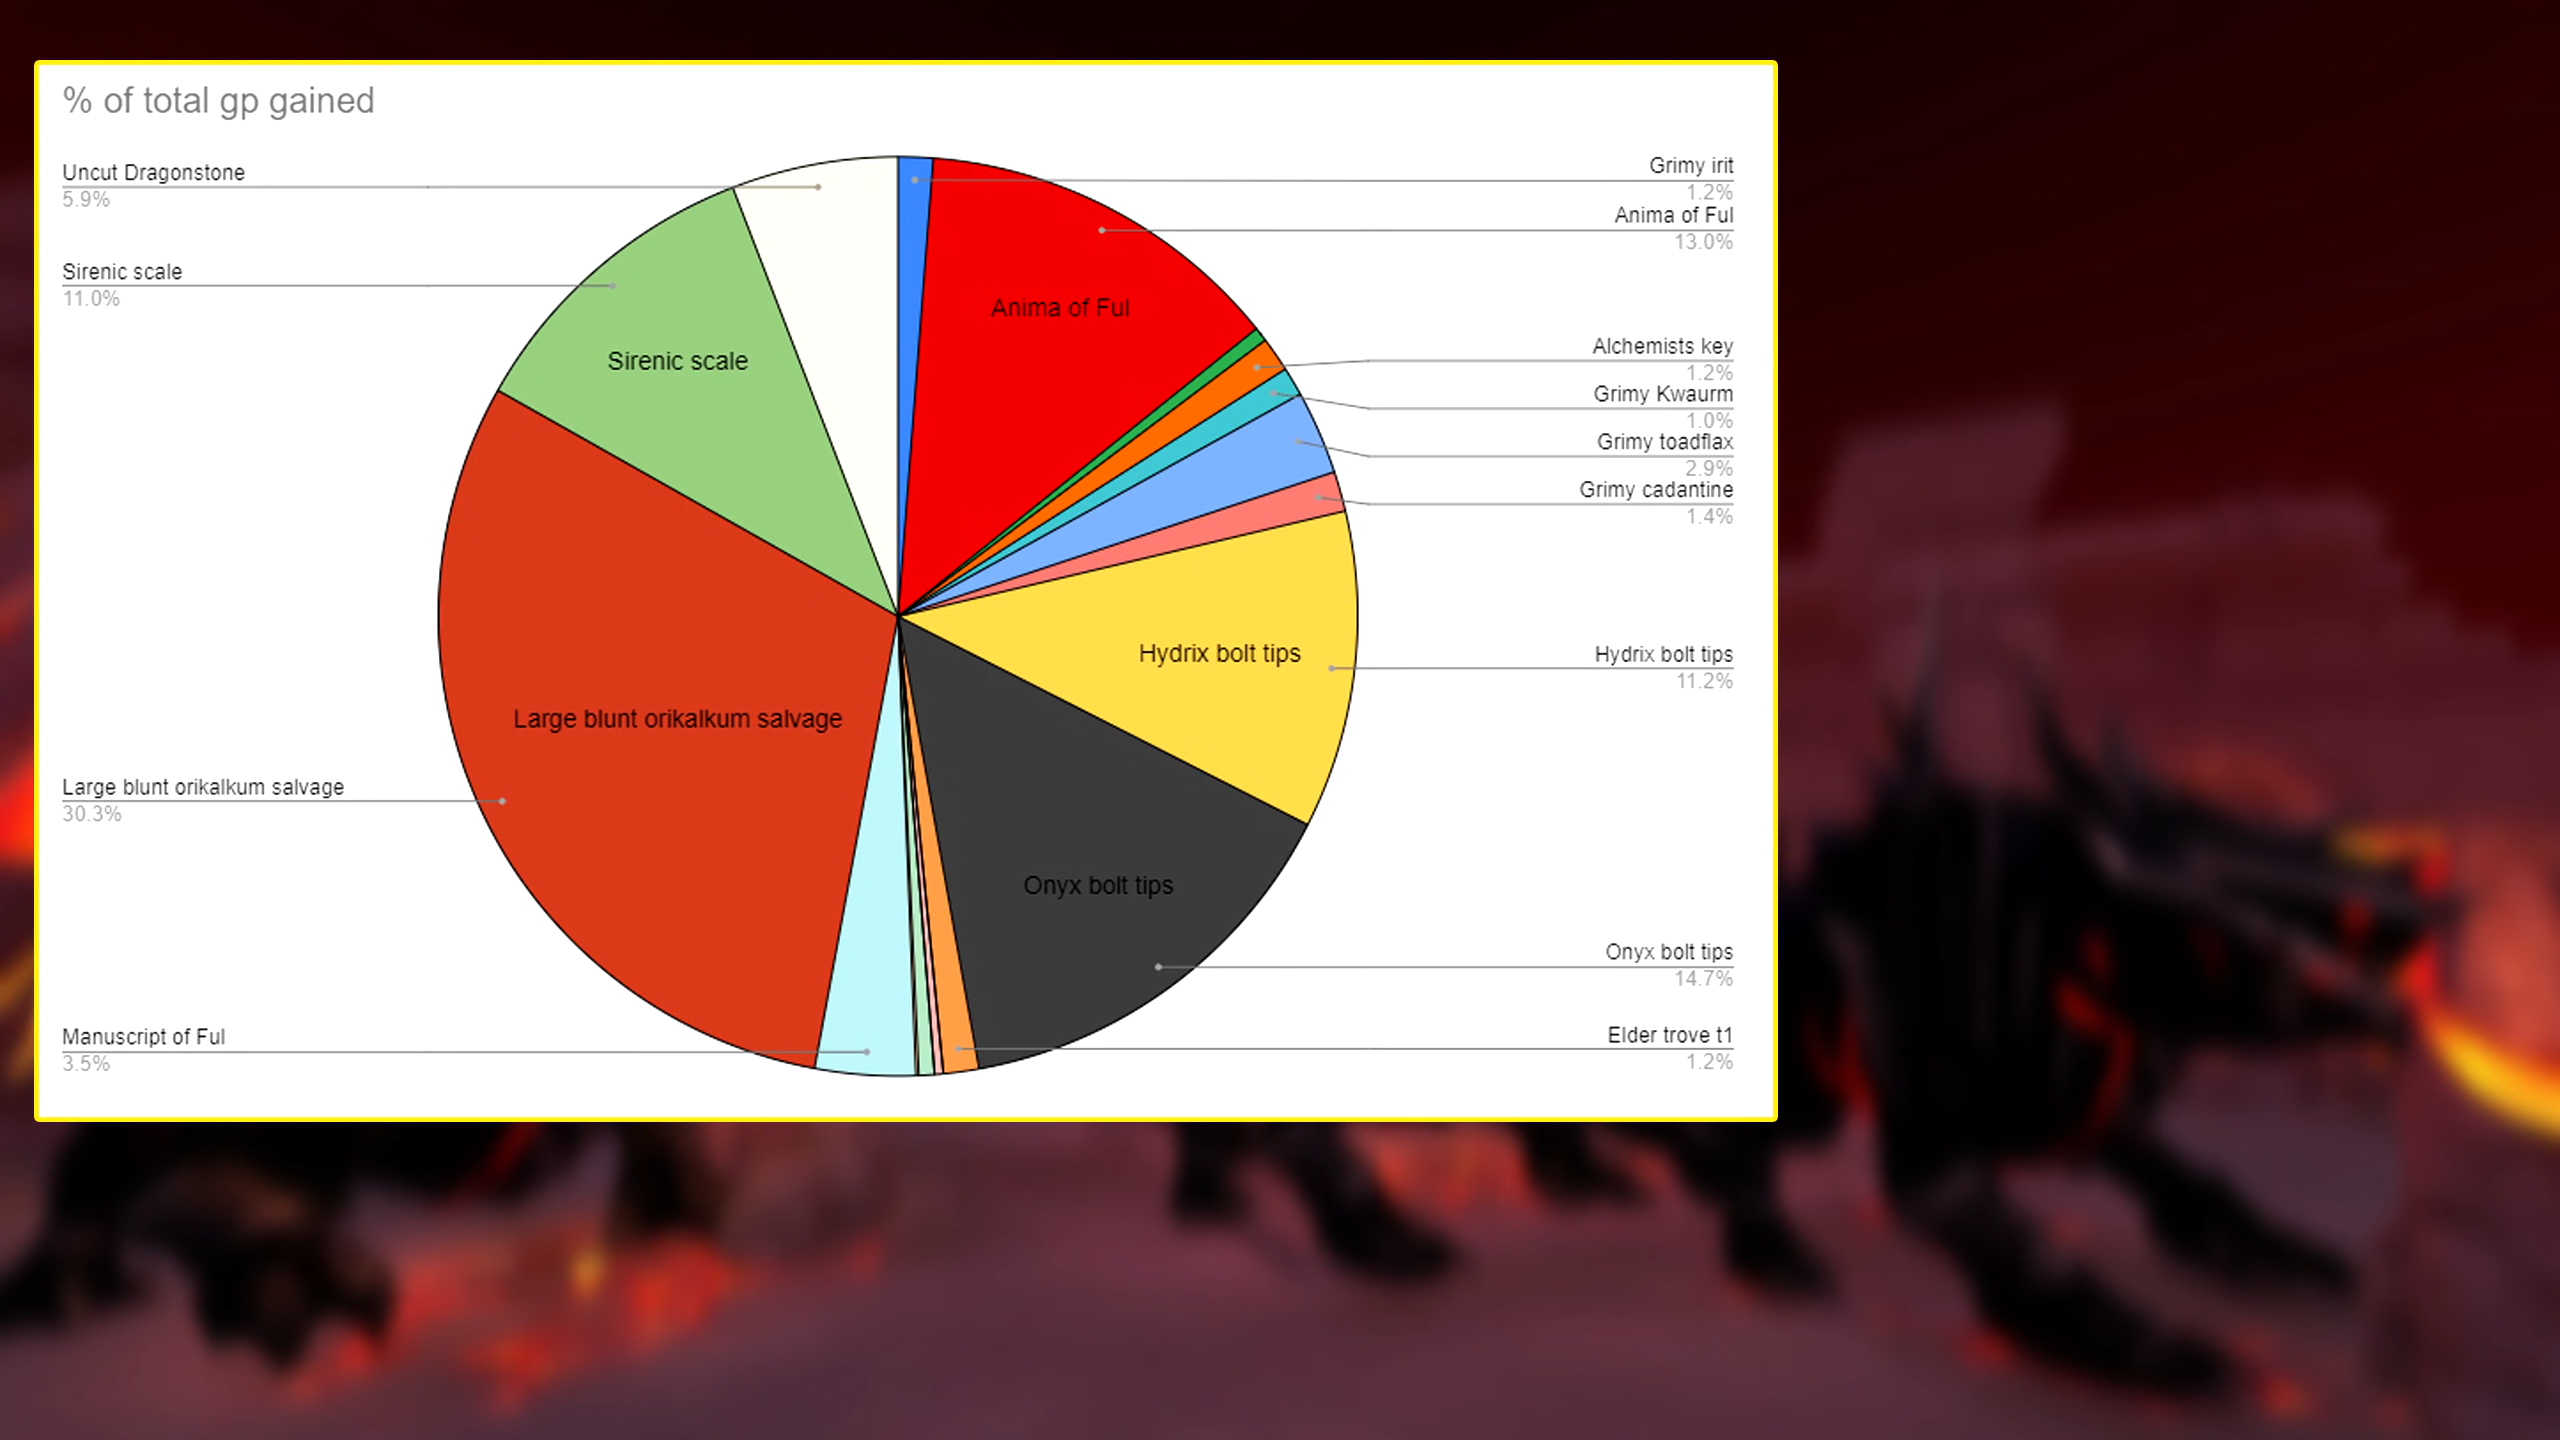 % of total gp gained
Uncut Dragonstone
5.9%
Sirenic scale
11.0%
Large blunt orikalkum salvage
30.3%
Manuscript of Ful
3.5%
Anima of Ful
Sirenic scale
Hydrix bolt tips
Large blunt orikalkum salvage
Onyx bolt tips
Grimy irit
1.2%
Anima of Ful
13.0%
Alchemists key
1.2%
Grimy Kwaurm
1.0%
Grimy toadflax
2.9%
Grimy cadantine
1.4%
Hydrix bolt tips
11.2%
Onyx bolt tips
14.7%
Elder trove t1
1.2%